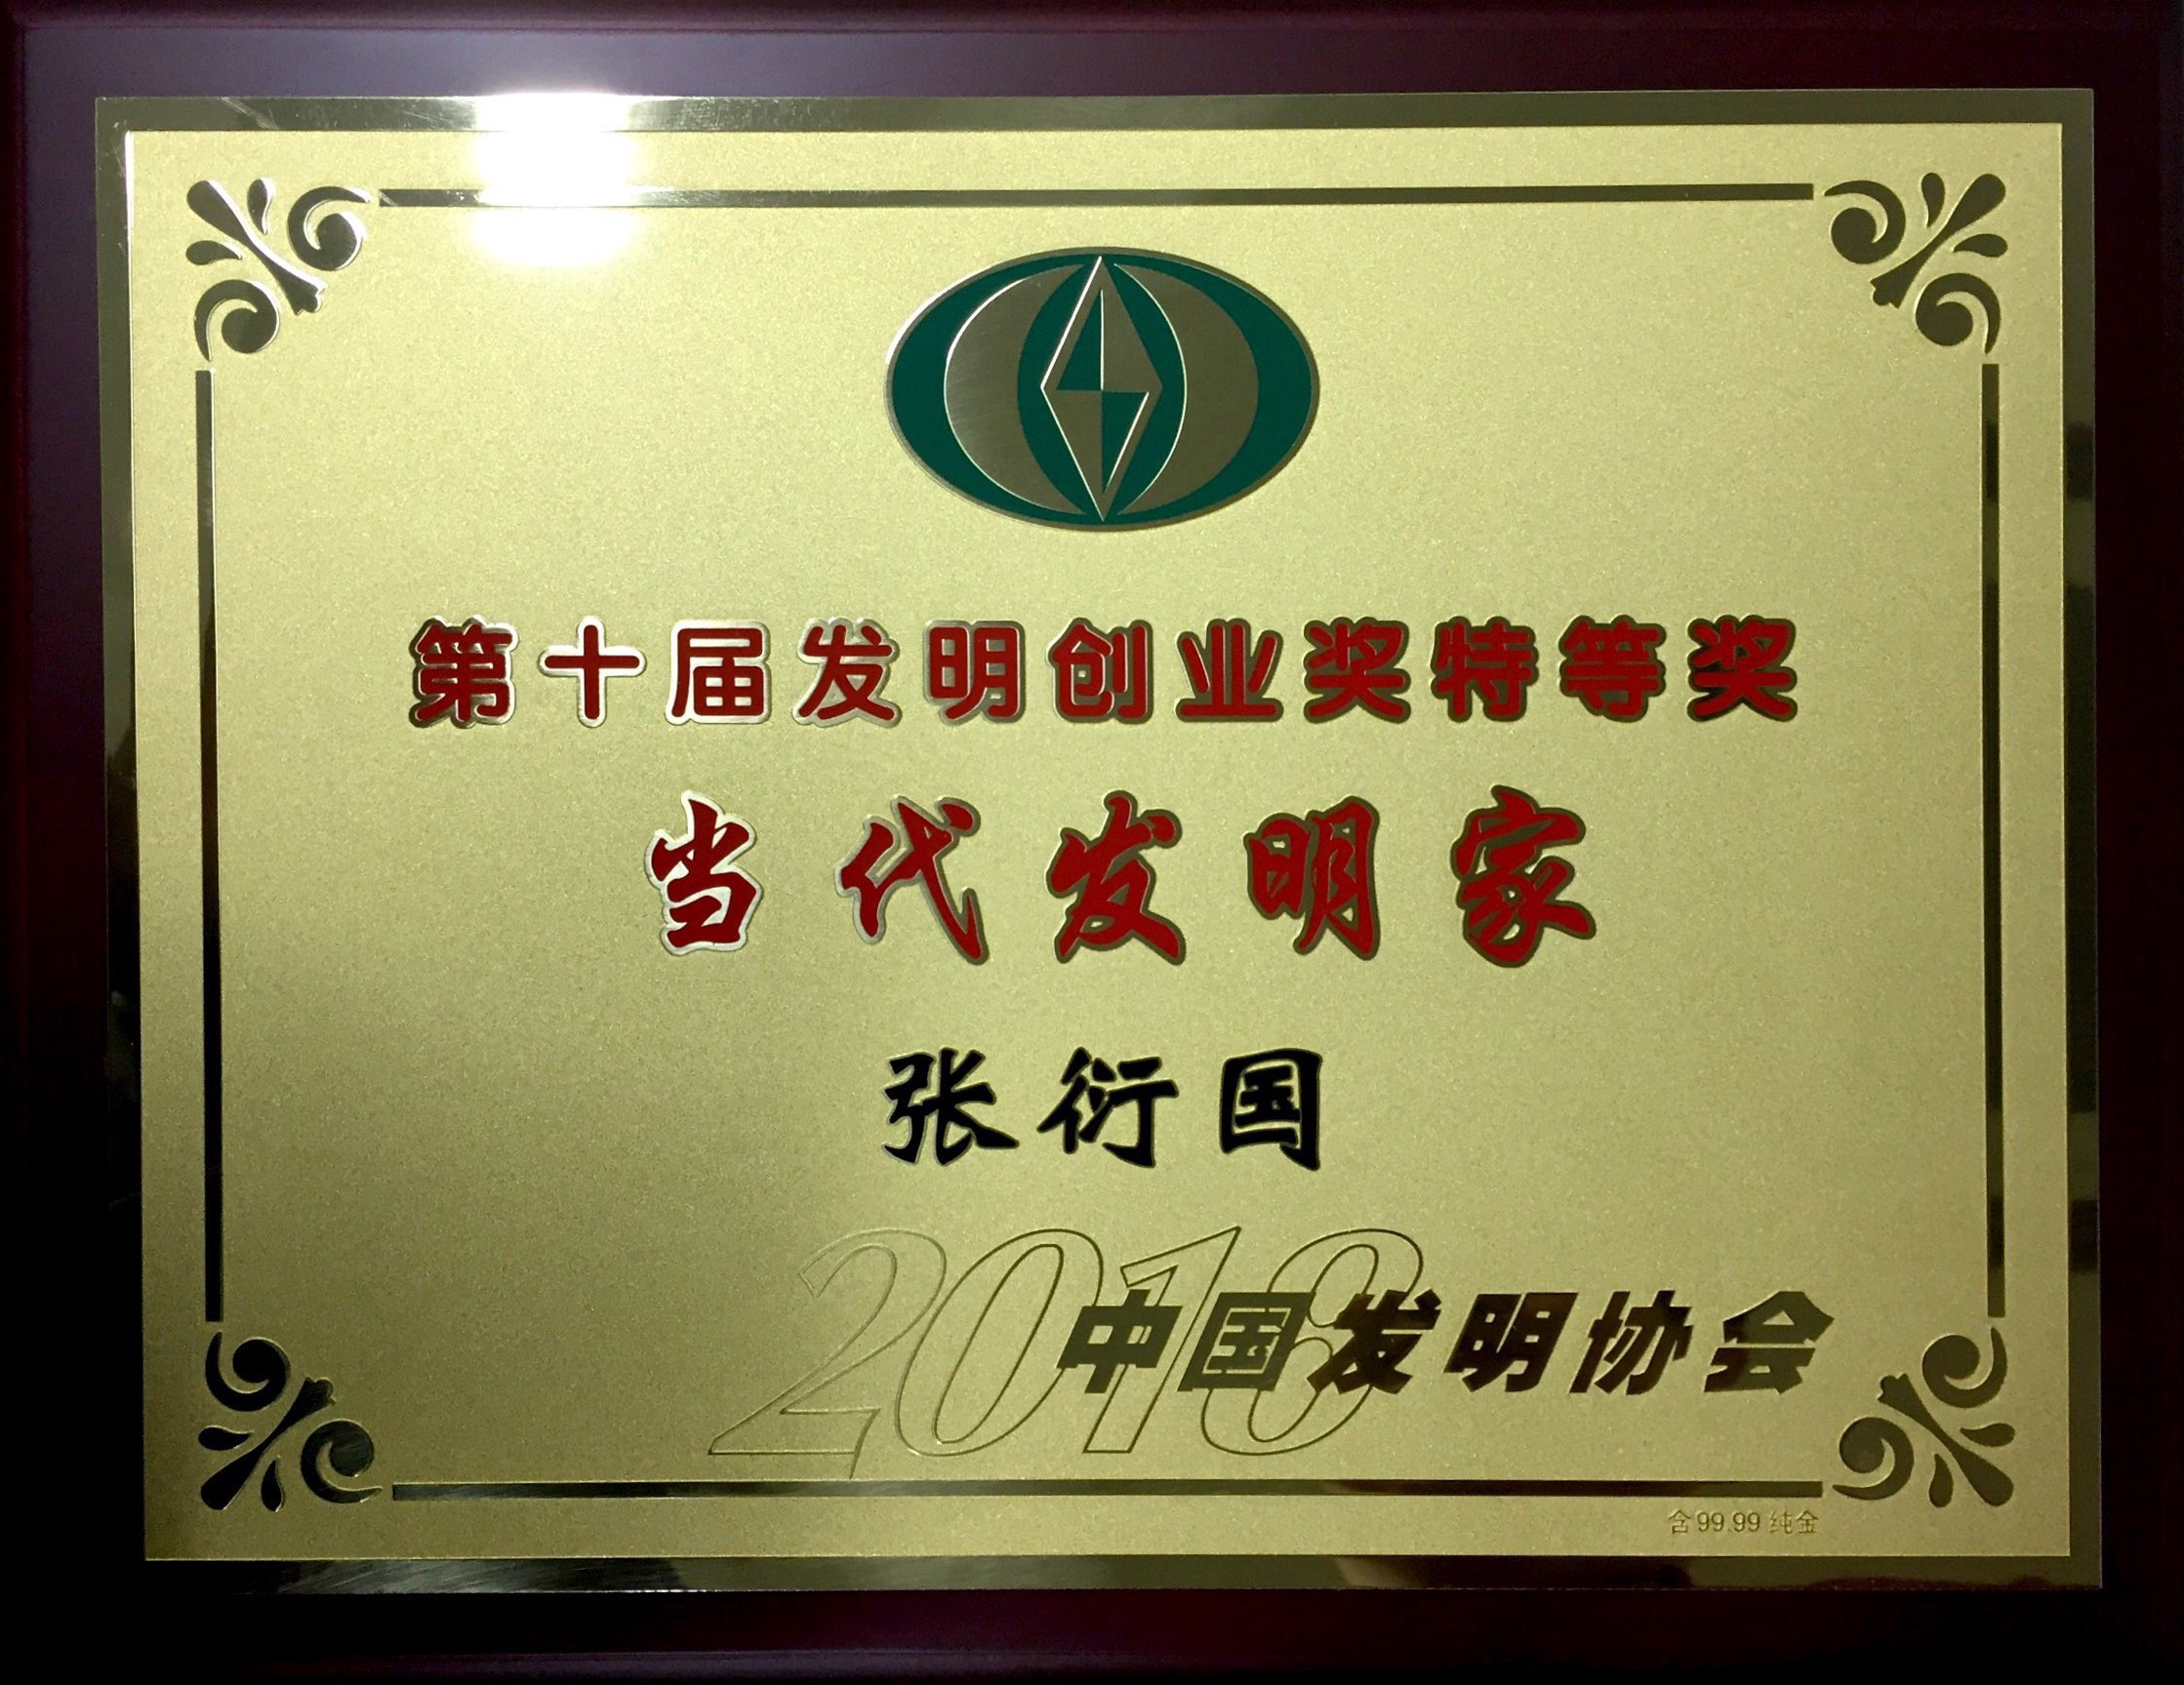 第十届发明创业奖特等奖
当代发明家
张衍国
2018
中国发明协会
含99.99纯金